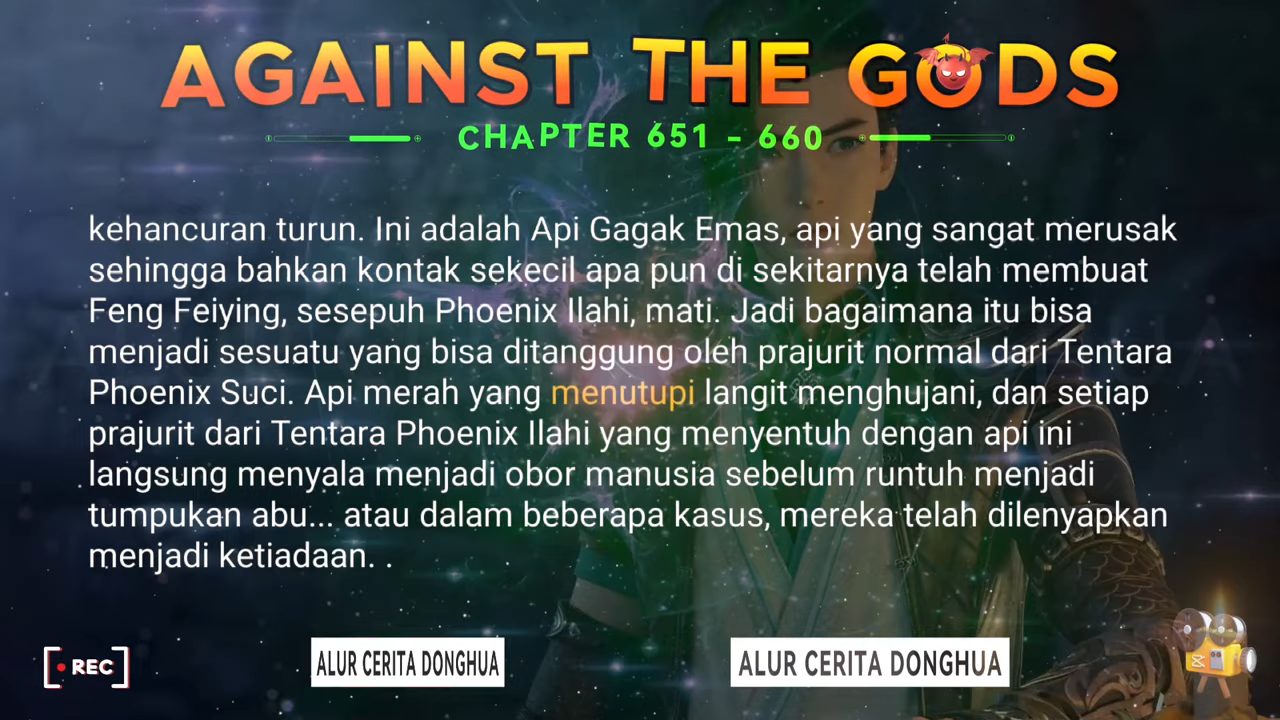 AGAINST THE GODS
CHAPTER 651 - 660
kehancuran turun. Ini adalah Api Gagak Emas, api yang sangat merusak
sehingga bahkan kontak sekecil apa pun di sekitarnya telah membuat
Feng Feiying, sesepuh Phoenix Ilahi, mati. Jadi bagaimana itu bisa
menjadi sesuatu yang bisa ditanggung oleh prajurit normal dari Tentara
Phoenix Suci. Api merah yang menutupi langit menghujani, dan setiap
prajurit dari Tentara Phoenix Ilahi yang menyentuh dengan api ini
langsung menyala menjadi obor manusia sebelum runtuh menjadi
tumpukan abu... atau dalam beberapa kasus, mereka telah dilenyapkan
menjadi ketiadaan. .
REC
ALUR CERITA DONGHUA
ALUR CERITA DONGHUA